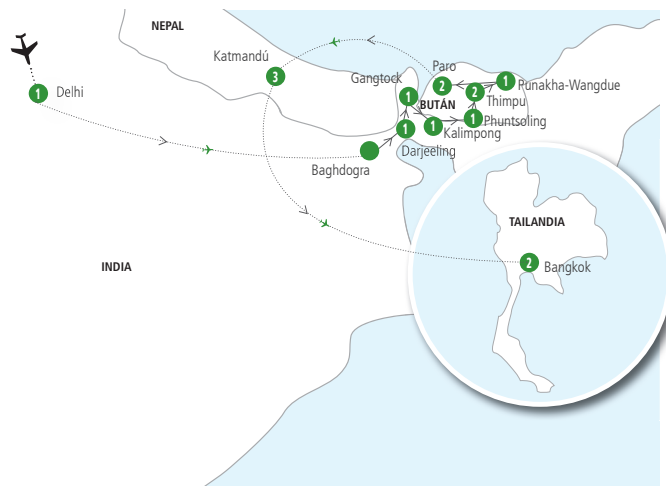 NEPAL
Katmandú
3
Paro
Gangtock
2
1
Punakha-Wangdue
1
2
Thimpu
BUTÁN
1
Delhi
1
Phuntsoling
1
Kalimpong
1
Darjeeling
Baghdogra
TAILANDIA
INDIA
2
Bangkok